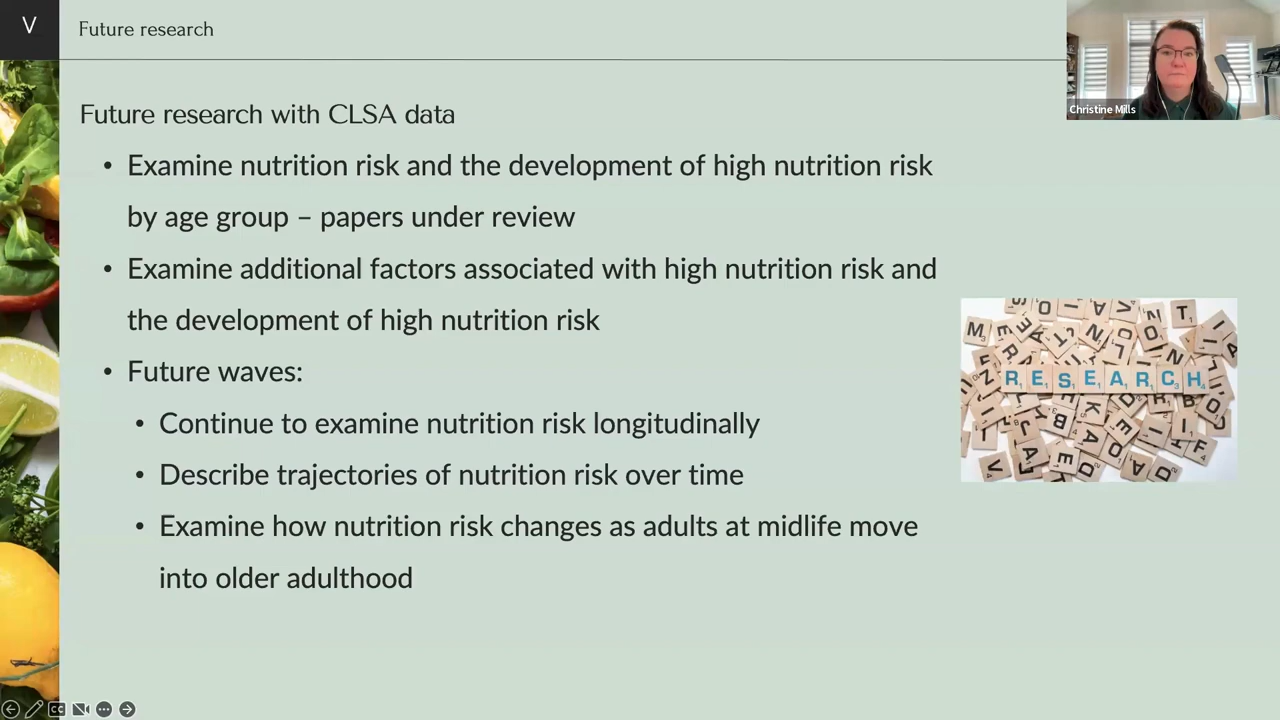 V
Future research
Christine Mills
Future research with CLSA data
• Examine nutrition risk and the development of high nutrition risk
by age group – papers under review
• Examine additional factors associated with high nutrition risk and
the development of high nutrition risk
• Future waves:
• Continue to examine nutrition risk longitudinally
• Describe trajectories of nutrition risk over time
• Examine how nutrition risk changes as adults at midlife move
into older adulthood
RESEARCH
CC